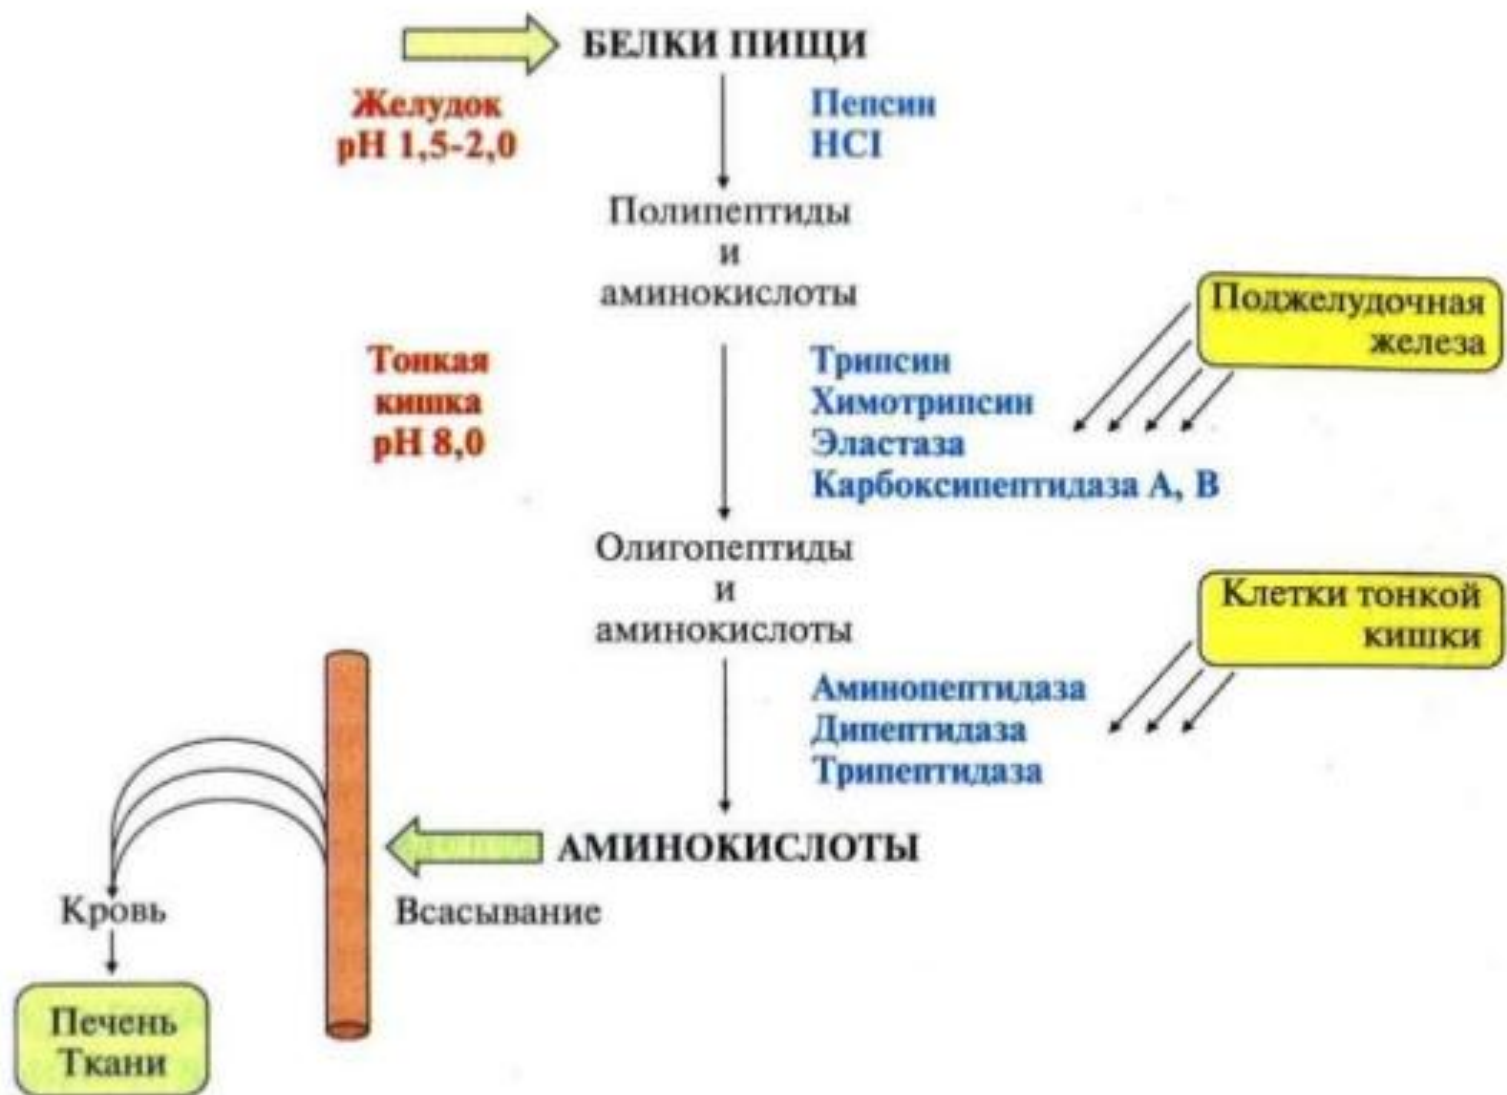 БЕЛКИ ПИЩИ
Желудок
pH 1,5-2,0
Пепсин
HCl
Полипептиды
и
аминокислоты
Поджелудочная
железа
Тонкая
кишка
pH 8,0
Трипсин
Химотрипсин
Эластаза
Карбоксипептидаза А, В
Олигопептиды
и
аминокислоты
Клетки тонкой
кишки
Аминопептидаза
Дипептидаза
Трипептидаза
АМИНОКИСЛОТЫ
Всасывание
Кровь
Печень
Ткани